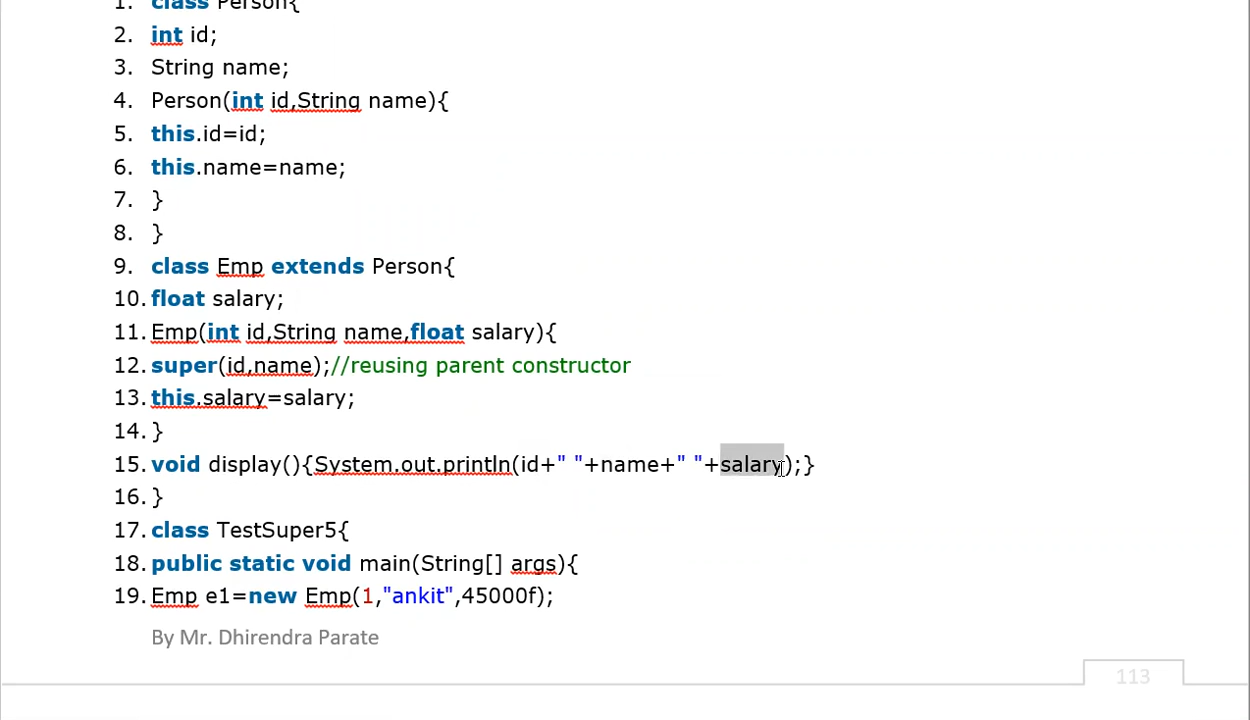 1. class Person{
2. int id;
3. String name;
4. Person(int id,String name){
5. this.id=id;
6. this.name=name;
7. }
8. }
9. class Emp extends Person{
10. float salary;
11. Emp(int id,String name,float salary){
12. super(id,name);//reusing parent constructor
13. this.salary=salary;
14. }
15. void display(){System.out.println(id+" "+name+" "+salary);}
16. }
17. class TestSuper5{
18. public static void main(String[] args){
19. Emp e1=new Emp(1,"ankit",45000f);
By Mr. Dhirendra Parate
113